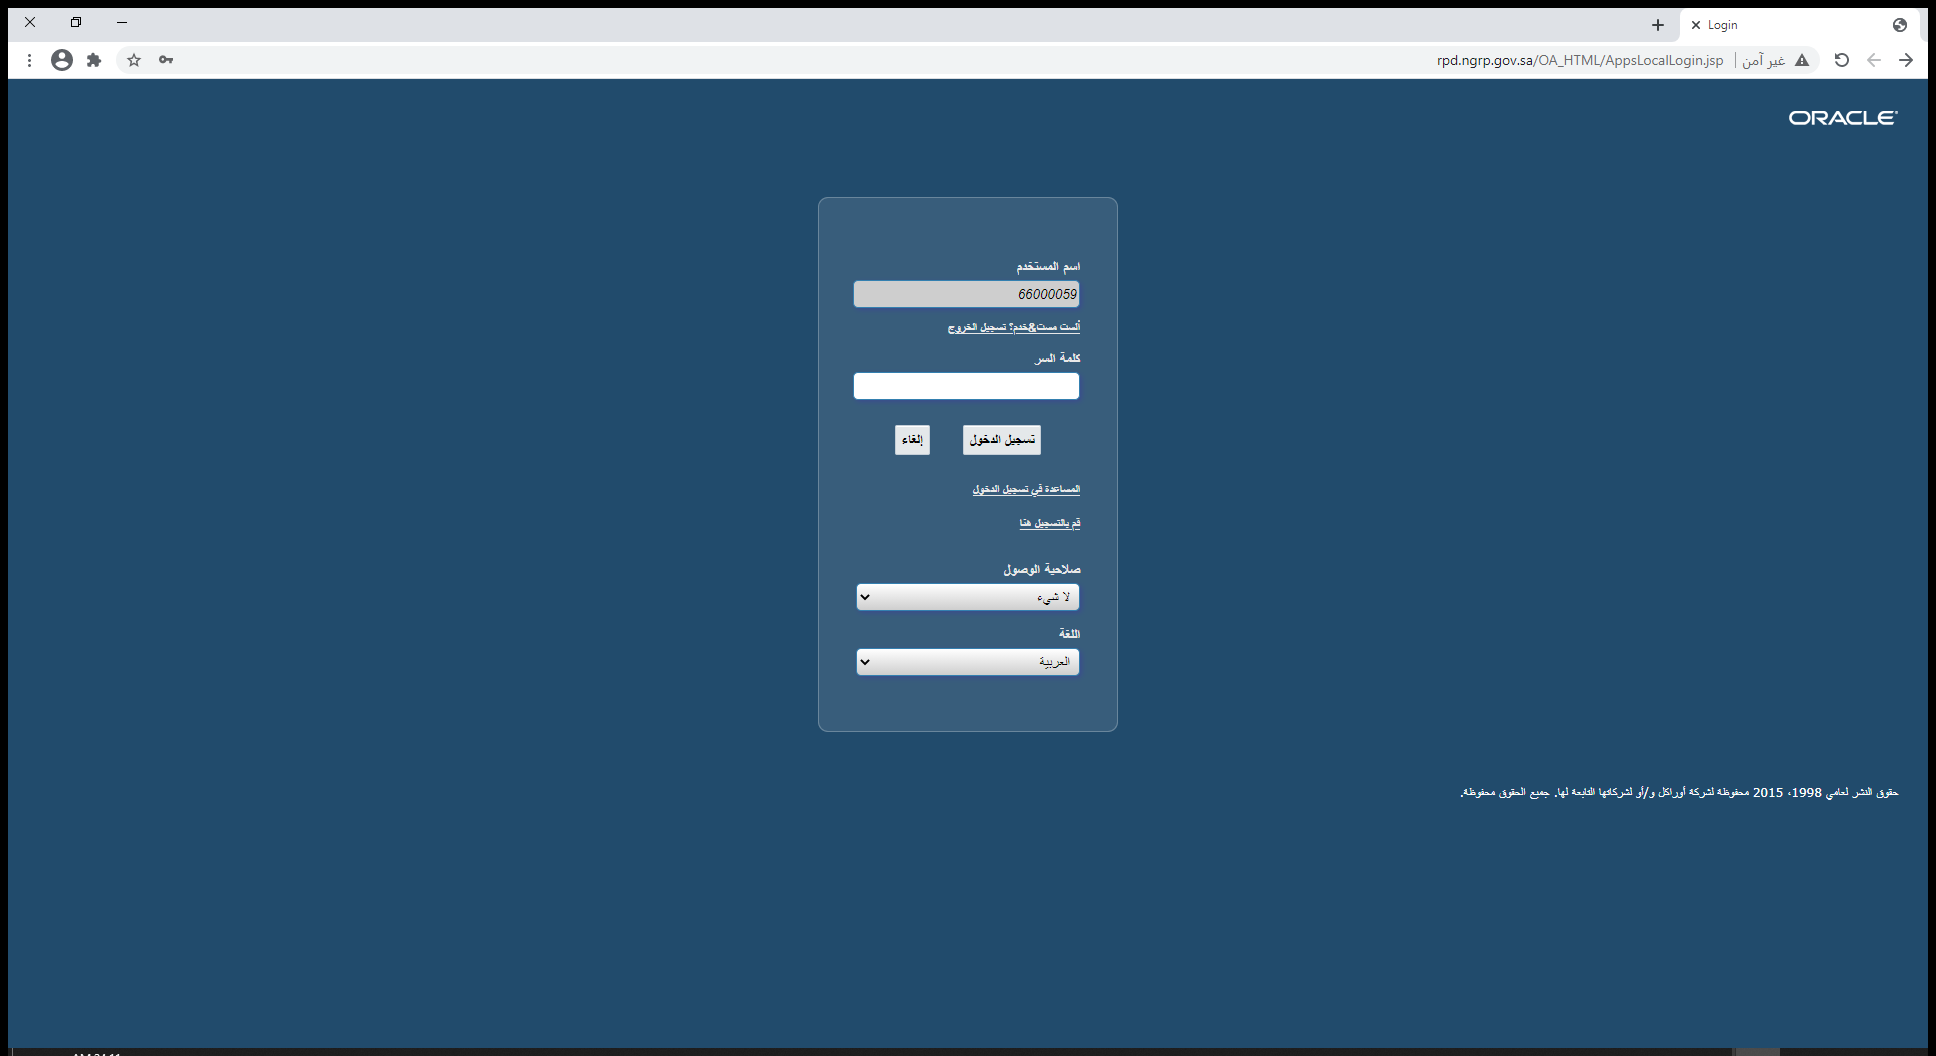 Login
غير آمن
rpd.ngrp.gov.sa/OA_HTML/AppsLocalLogin.jsp
ORACLE
اسم المستخدم
66000059
ألست مست&خدم؟ تسجيل الخروج
كلمة السر
تسجيل الدخول
إلغاء
المساعدة في تسجيل الدخول
قم بالتسجيل هنا
صلاحية الوصول
لا شيء
اللغة
العربية
حقوق النشر لعامي 1998، 2015 محفوظة لشركة أوراكل و/أو لشركاتها التابعة لها. جميع الحقوق محفوظة.